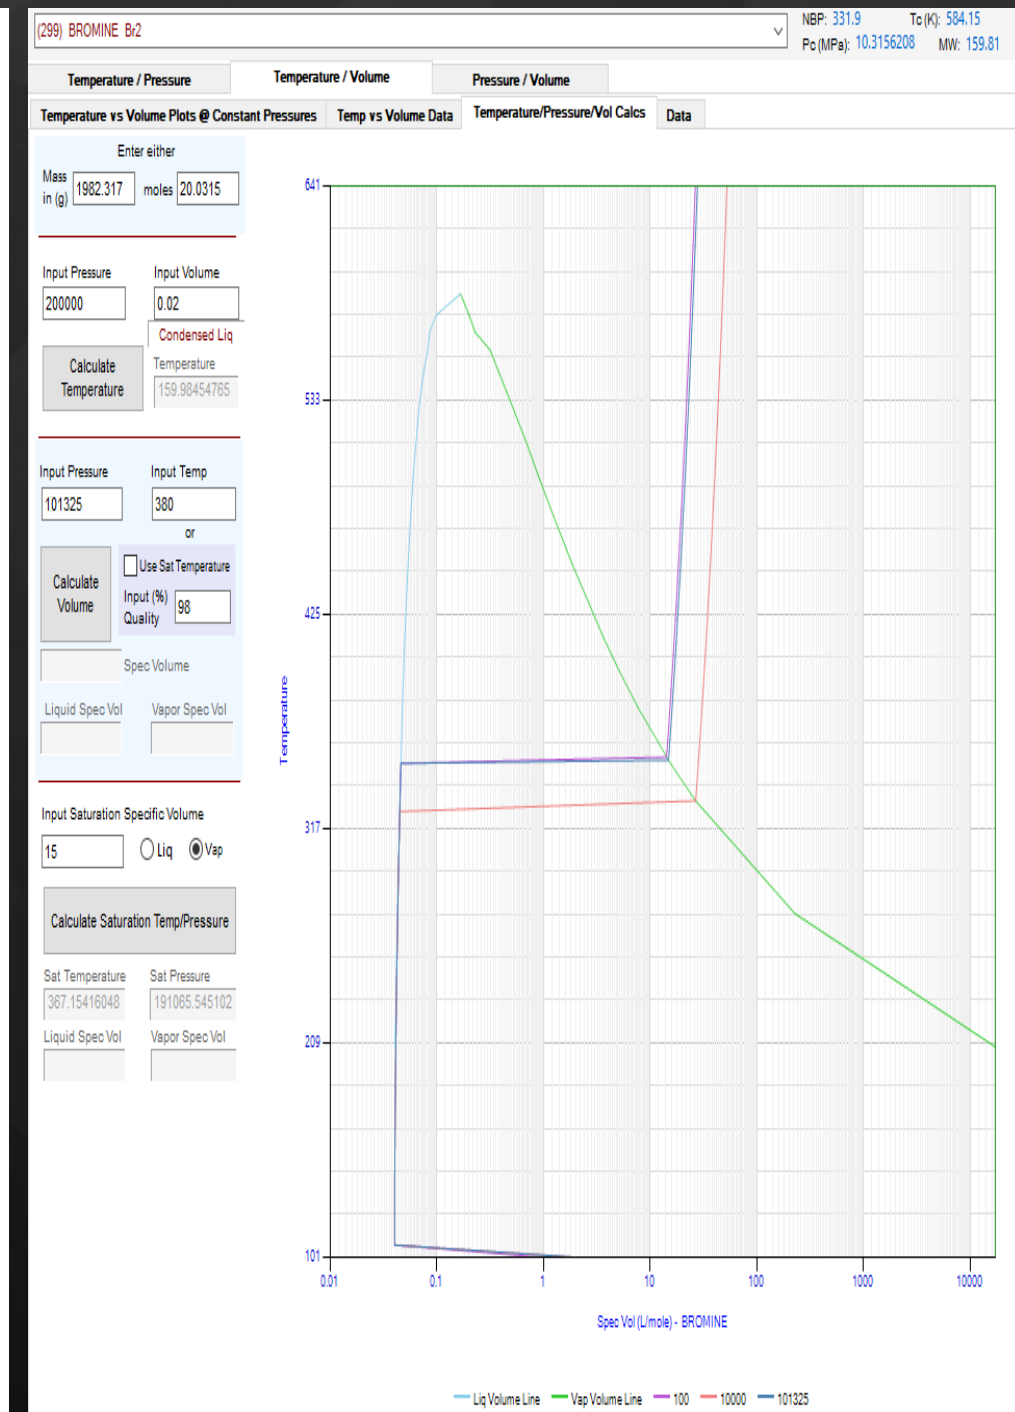 (299) BROMINE Br2
NBP: 331.9 Tc(K): 584.15
Pc(MPa): 10.3156208 MW: 159.81
Temperature / Pressure Temperature / Volume Pressure / Volume
Temperature vs Volume Plots @ Constant Pressures Temp vs Volume Data Temperature/Pressure/Vol Calcs Data
Enter either
Mass in (g) 1982.317 moles 20.0315
Input Pressure Input Volume
200000 0.02
Condensed Liq
Calculate Temperature
Temperature
159.98454765
Input Pressure Input Temp
101325 380
or
Calculate Volume
Use Sat Temperature
Input (%) Quality 98
Spec Volume
Liquid Spec Vol Vapor Spec Vol
Input Saturation Specific Volume
15 Liq Vap
Calculate Saturation Temp/Pressure
Sat Temperature Sat Pressure
367.15416048 191065.545102
Liquid Spec Vol Vapor Spec Vol
Temperature
641
533
425
317
209
101
0.01 0.1 1 10 100 1000 10000
Spec Vol (L/mole) - BROMINE
Liq Volume Line Vap Volume Line 100 10000 101325